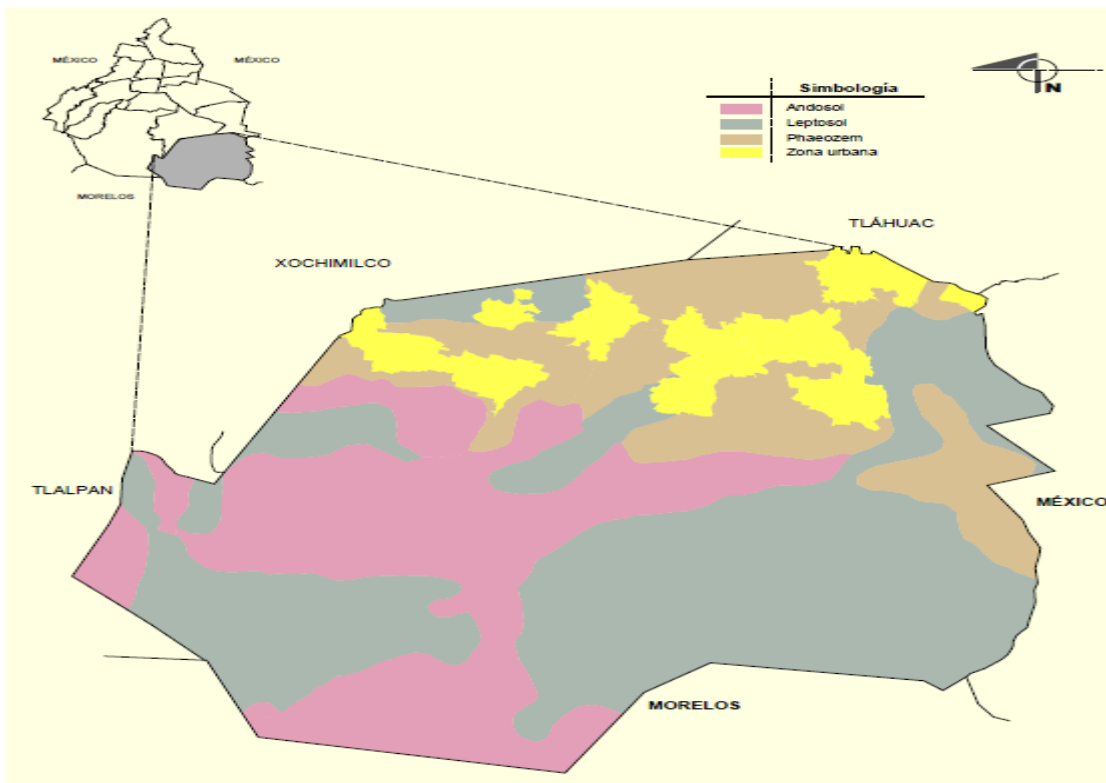 MÉXICO
MÉXICO
MORELOS
N
Simbología
Andosol
Leptosol
Phaeozem
Zona urbana
TLÁHUAC
XOCHIMILCO
TLALPAN
MÉXICO
MORELOS